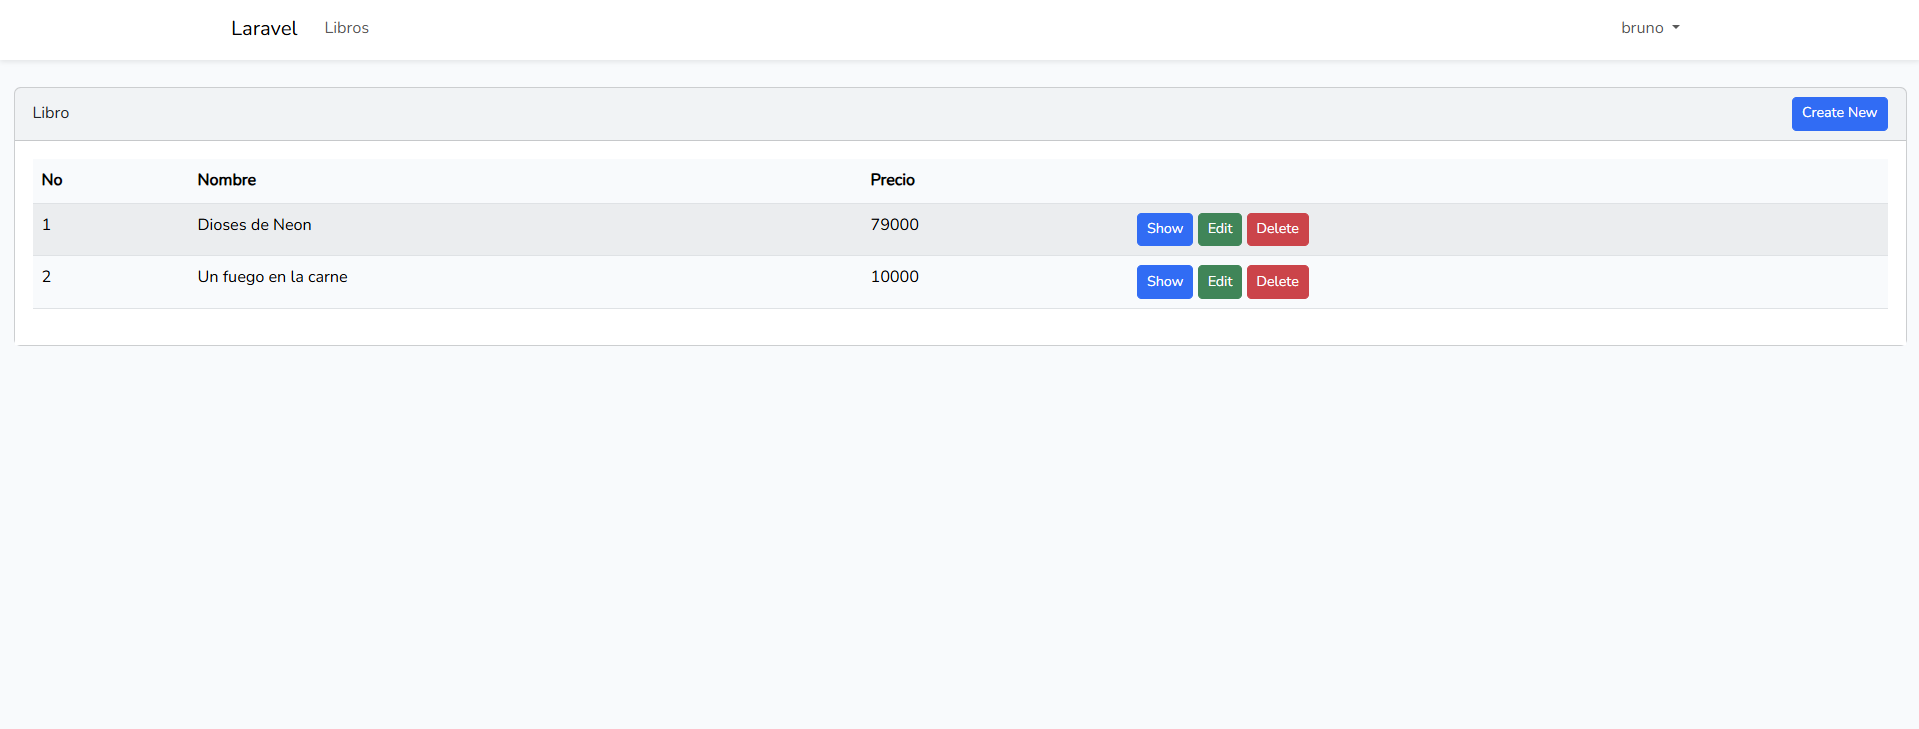 Laravel Libros bruno
Libro Create New
No Nombre Precio
1 Dioses de Neon 79000 Show Edit Delete
2 Un fuego en la carne 10000 Show Edit Delete